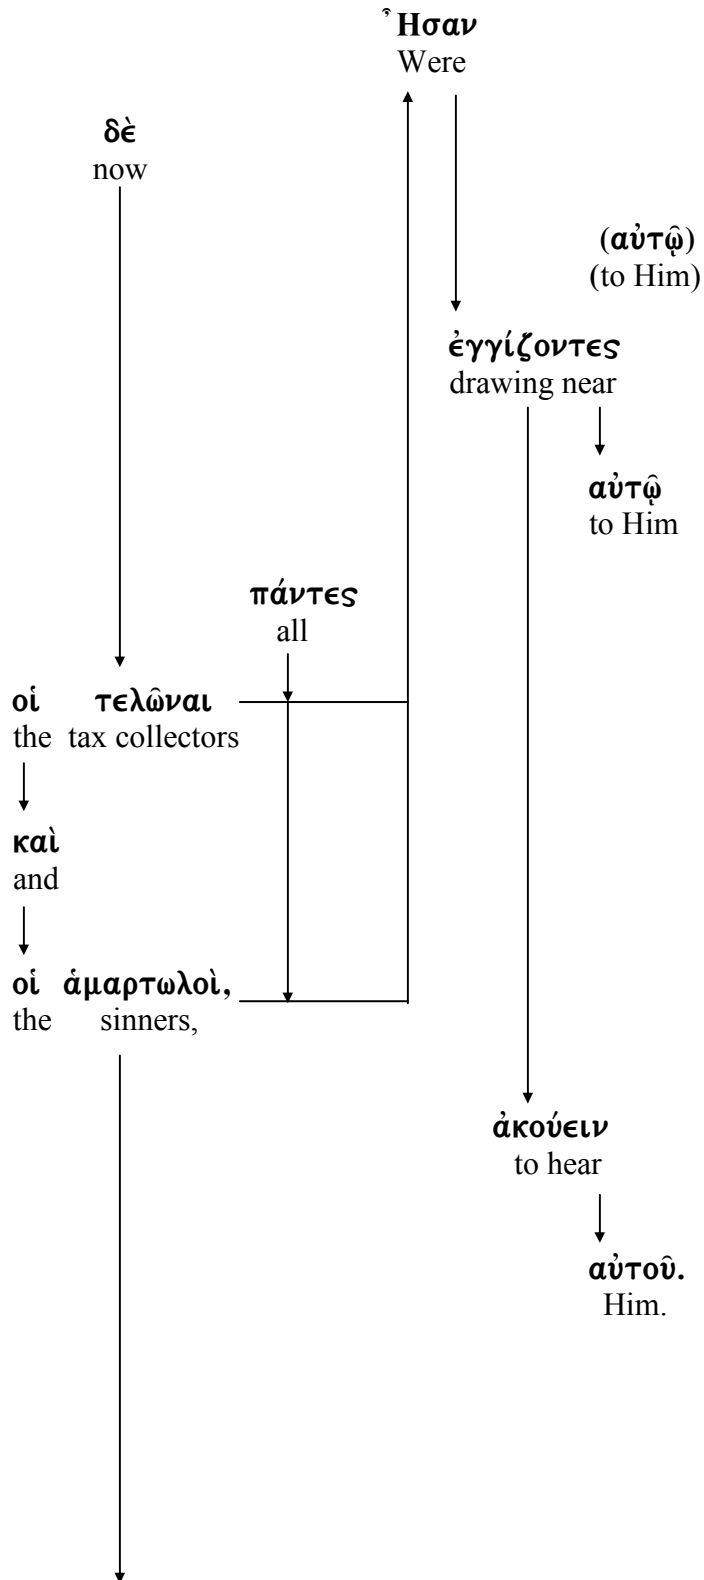 Ἦσαν
Were
δὲ
now
(αὐτῷ)
(to Him)
ἐγγίζοντες
drawing near
αὐτῷ
to Him
πάντες
all
οἱ τελῶναι
the tax collectors
καὶ
and
οἱ ἁμαρτωλοὶ,
the sinners,
ἀκούειν
to hear
αὐτοῦ.
Him.